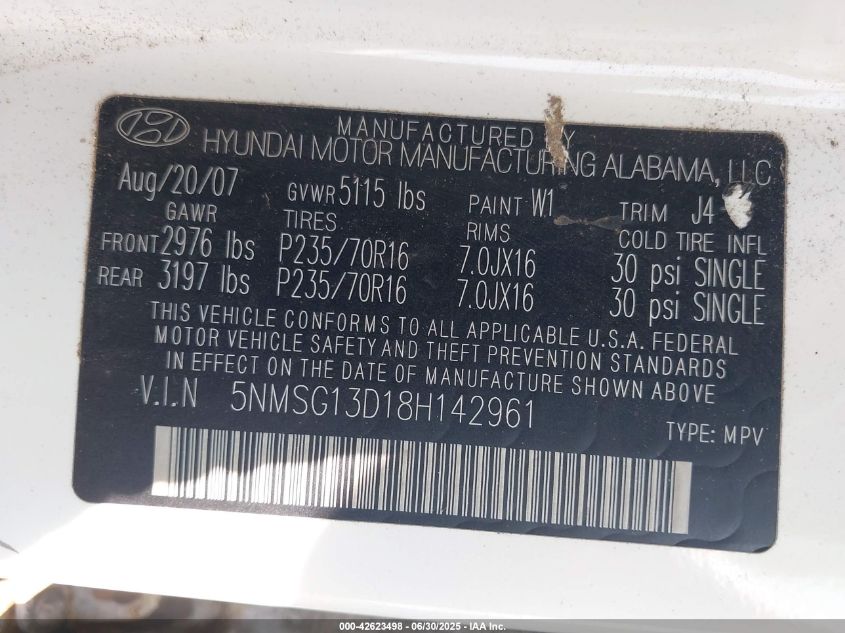 MANUFACTURED BY
HYUNDAI MOTOR MANUFACTURING ALABAMA, LLC
Aug/20/07 GVWR 5115 lbs PAINT W1 TRIM J4
GAWR TIRES RIMS COLD TIRE INFL
FRONT 2976 lbs P235/70R16 7.0JX16 30 psi SINGLE
REAR 3197 lbs P235/70R16 7.0JX16 30 psi SINGLE
THIS VEHICLE CONFORMS TO ALL APPLICABLE U.S.A. FEDERAL
MOTOR VEHICLE SAFETY AND THEFT PREVENTION STANDARDS
IN EFFECT ON THE DATE OF MANUFACTURE SHOWN ABOVE
V.I.N 5NMSG13D18H142961
TYPE: MPV
000-42623498 - 06/30/2025 - IAA Inc.